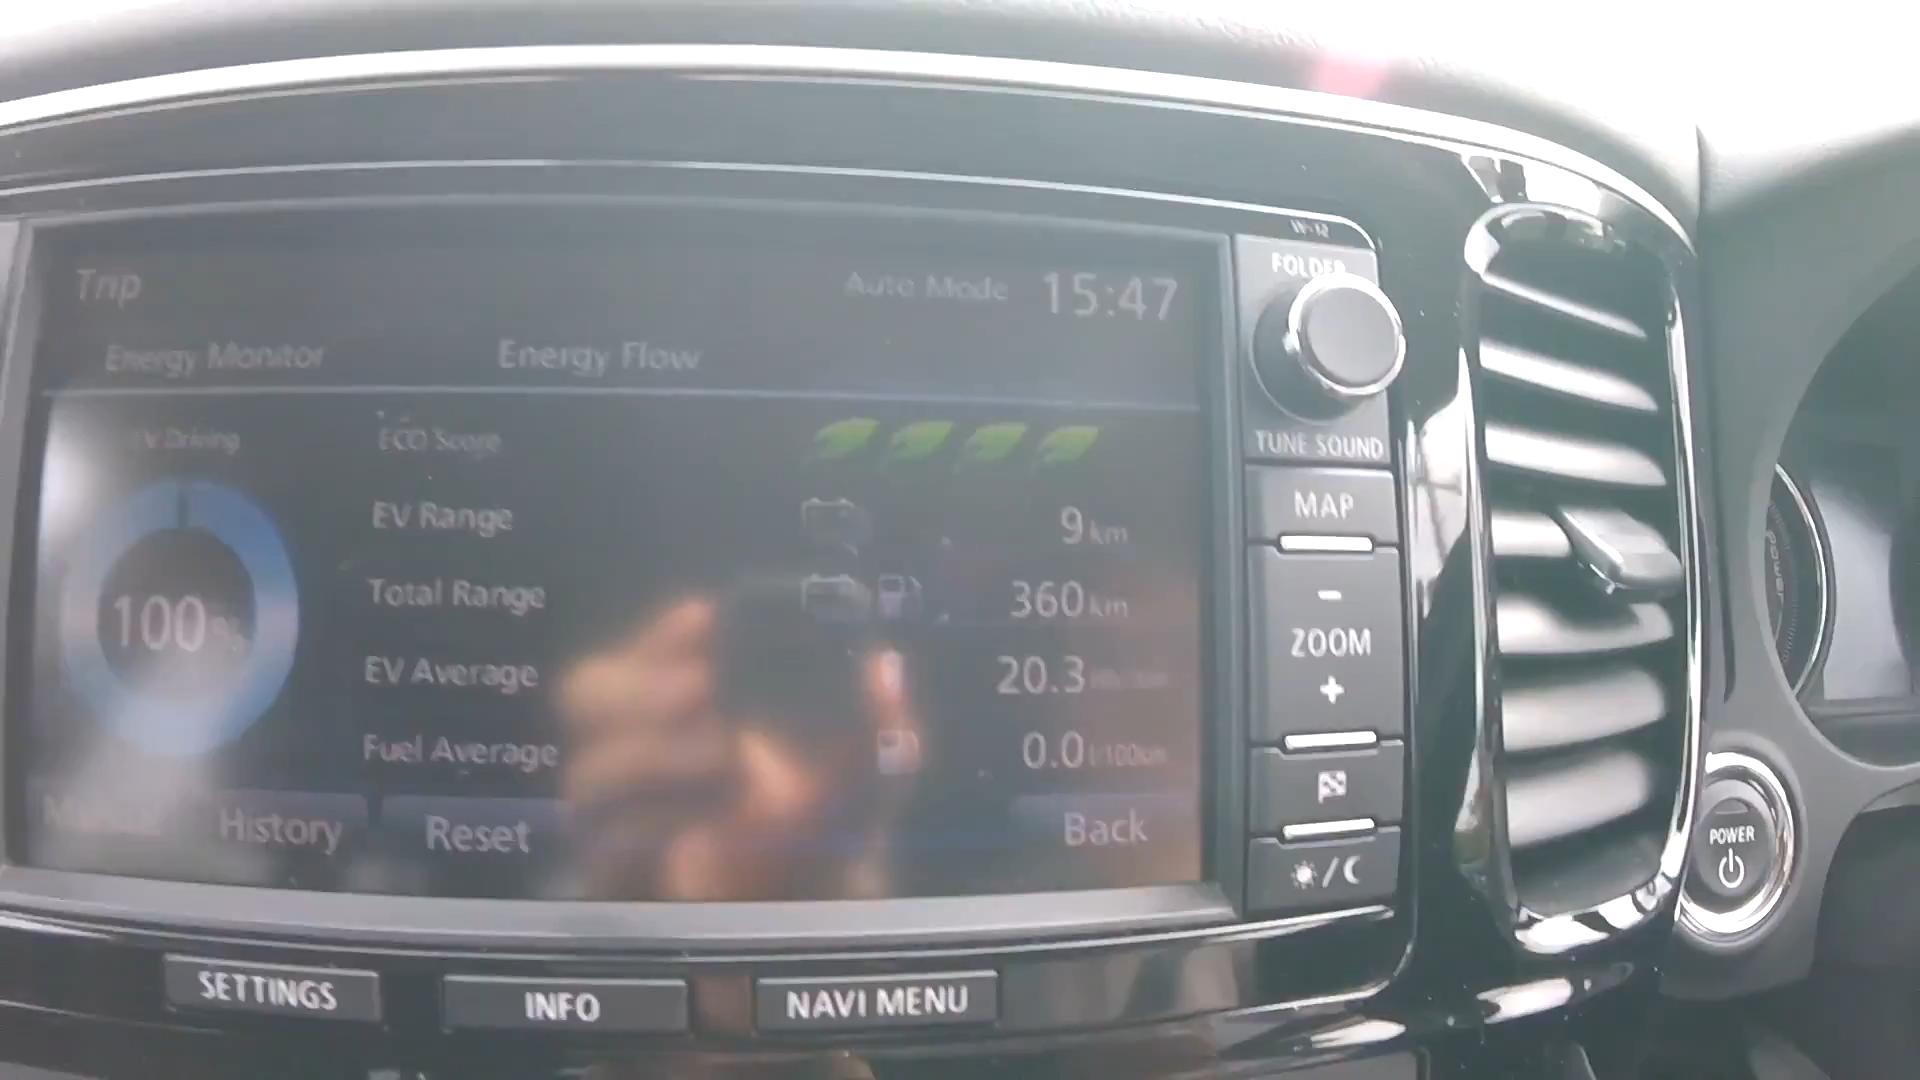 FOLDER
Trip
Auto Mode 15:47
Energy Monitor Energy Flow
EV Driving
ECO Score
TUNE SOUND
EV Range 9 km
MAP
Total Range 360 km
100%
- ZOOM +
EV Average 20.3
Fuel Average 0.0 l/100km
History Reset Back
POWER
SETTINGS INFO NAVI MENU